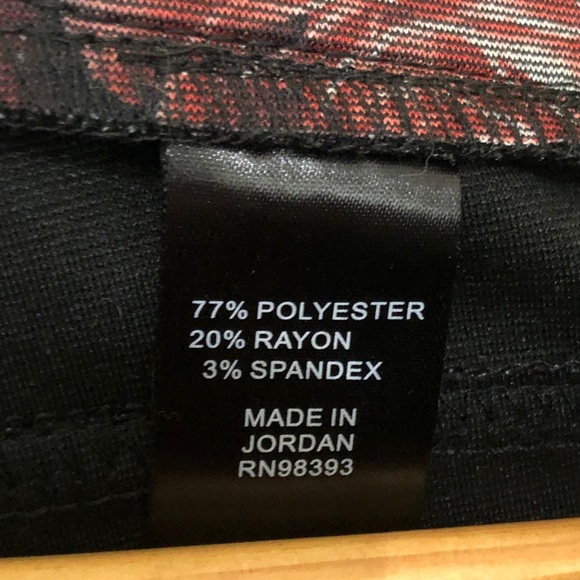 77% POLYESTER
20% RAYON
3% SPANDEX
MADE IN
JORDAN
RN98393